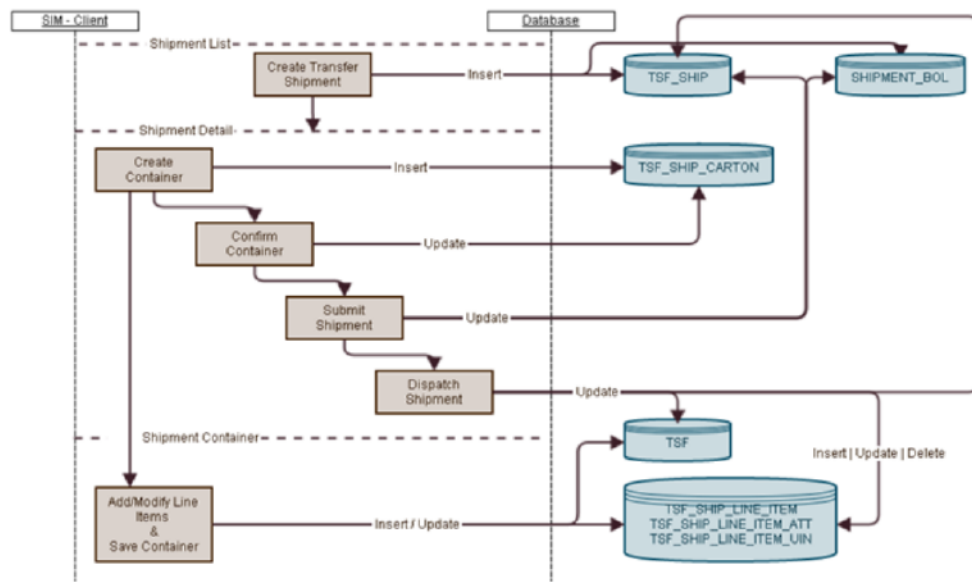 SIM - Client
Database
Shipment List
Create Transfer
Shipment
Insert
TSF_SHIP
SHIPMENT_BOL
Shipment Detail
Create
Container
Insert
TSF_SHIP_CARTON
Confirm
Container
Update
Submit
Shipment
Update
Dispatch
Shipment
Update
Shipment Container
TSF
Insert | Update | Delete
Add/Modify Line
Items
&
Save Container
Insert / Update
TSF_SHIP_LINE_ITEM
TSF_SHIP_LINE_ITEM_ATT
TSF_SHIP_LINE_ITEM_UIN